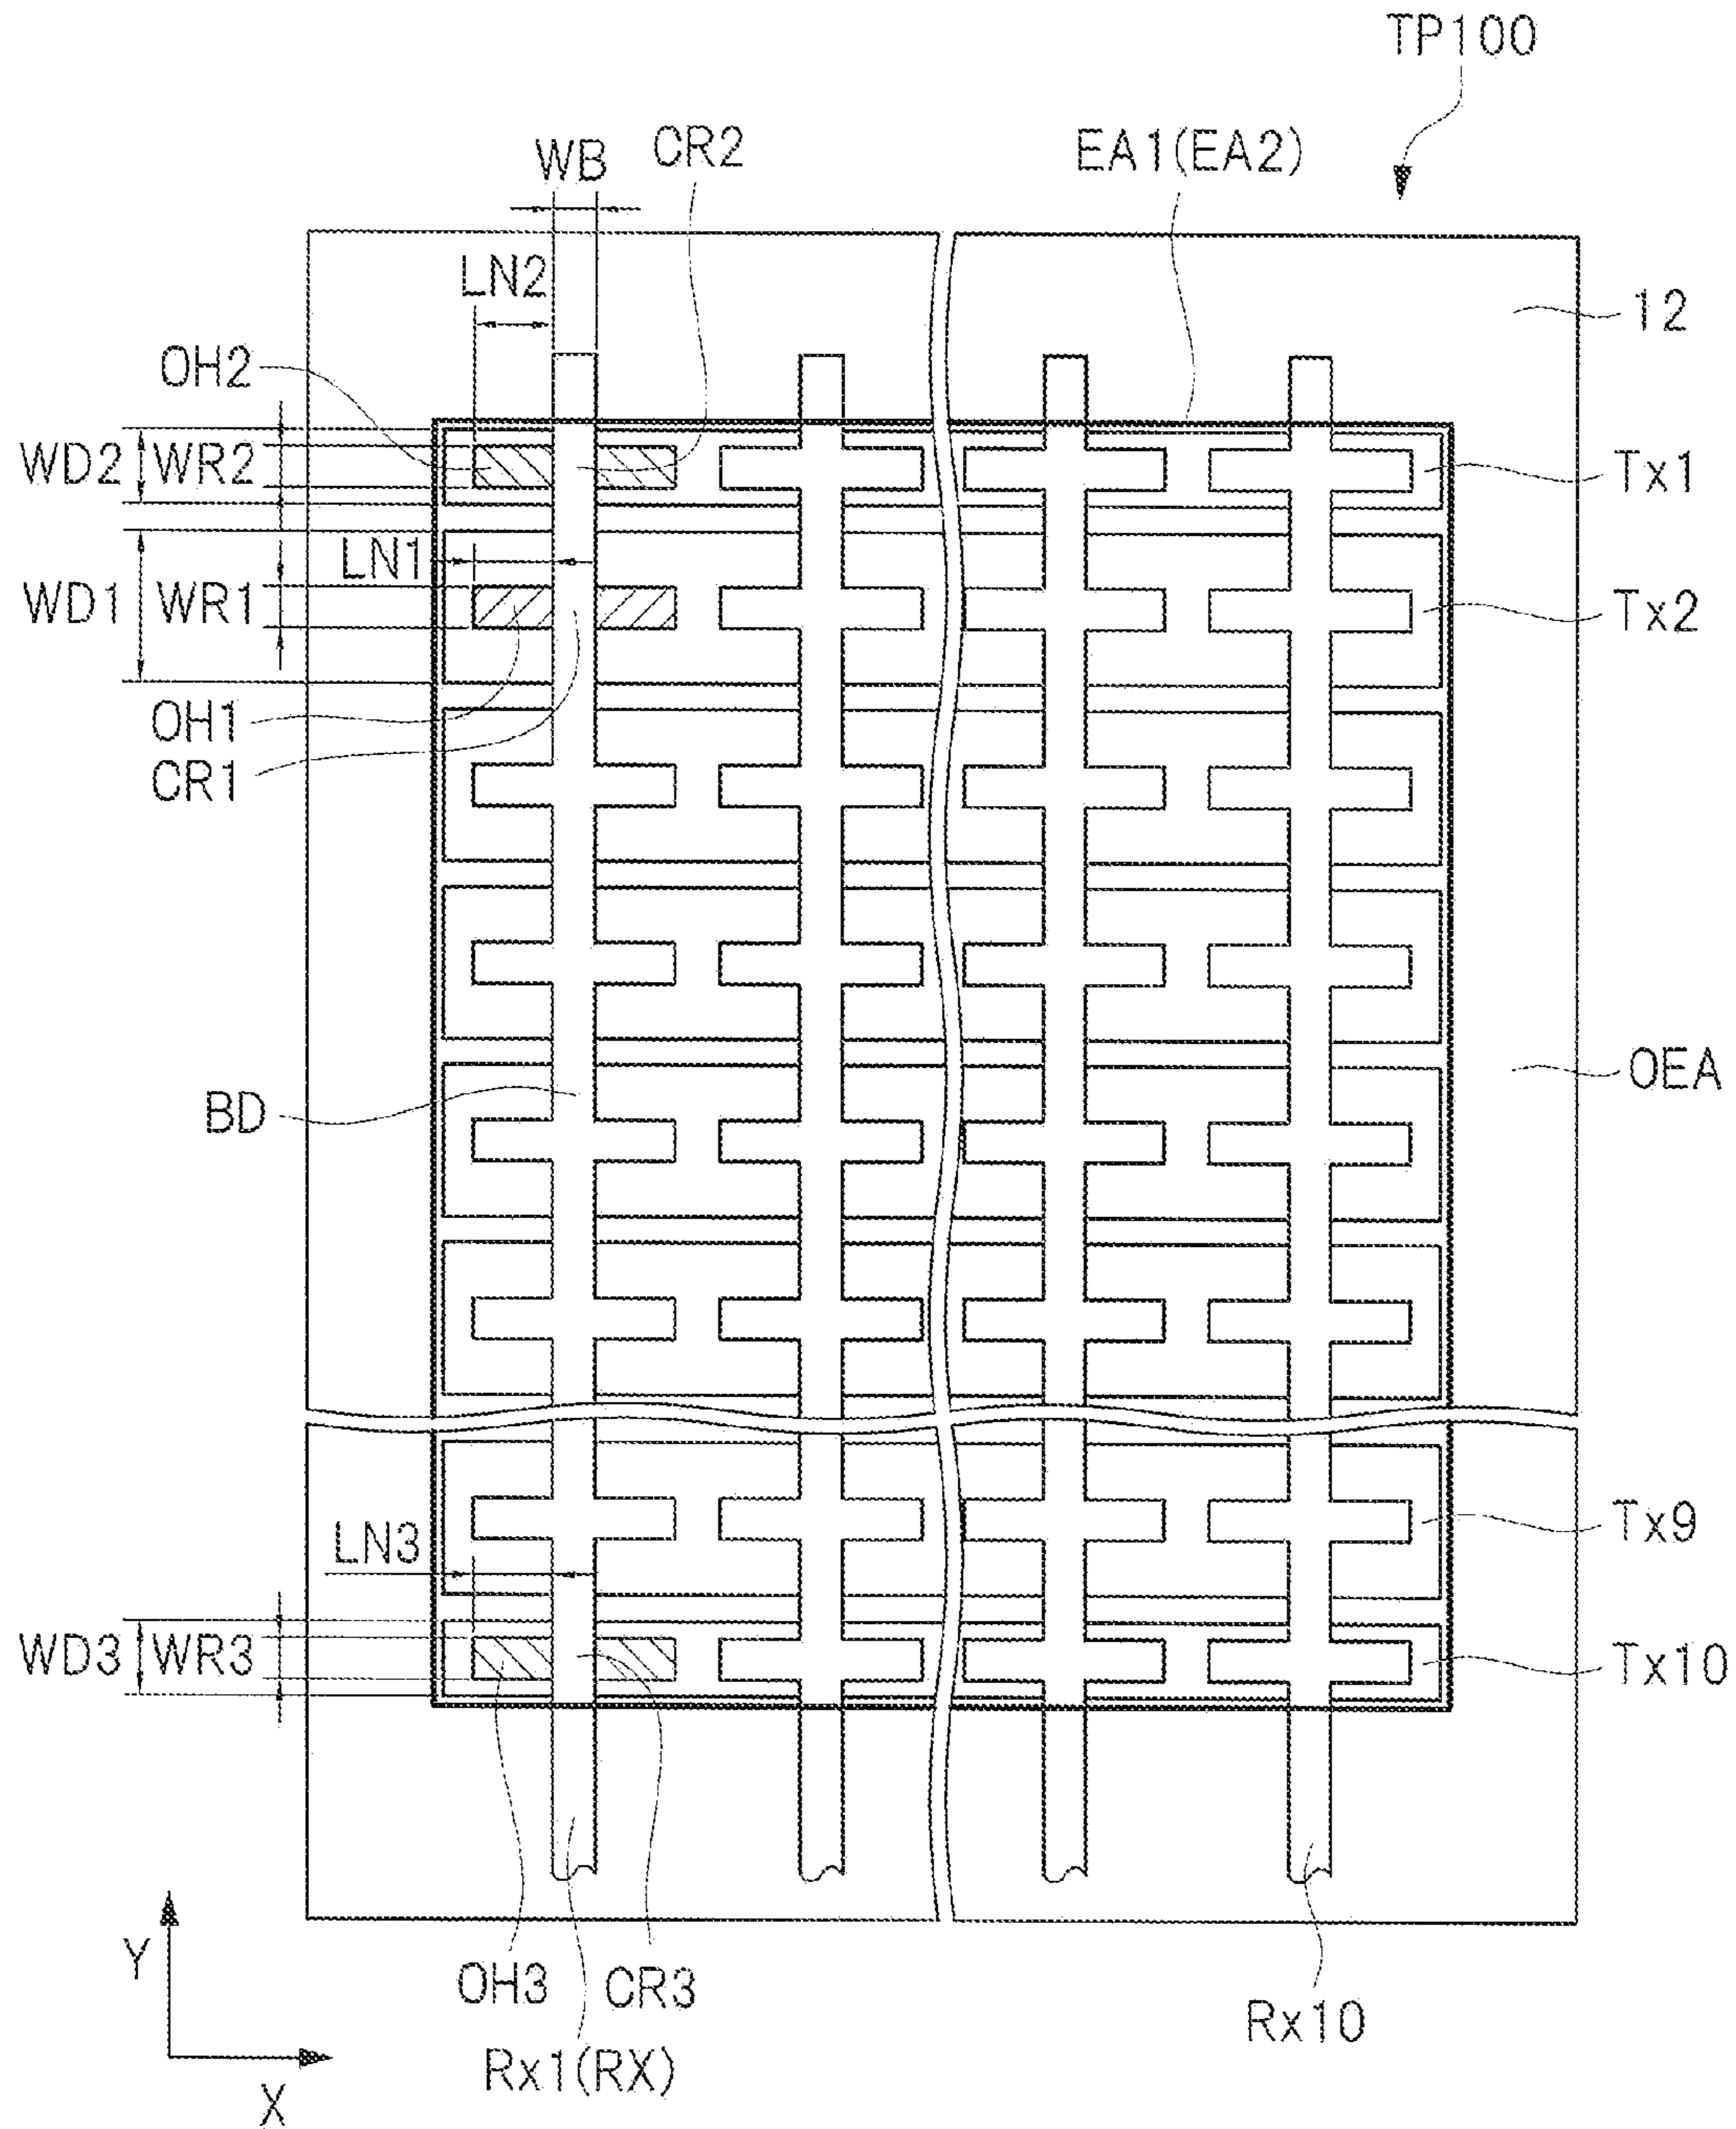 TP100
WB
CR2
EA1(EA2)
LN2
12
OH2
WD2
WR2
Tx1
LN1
WD1
WR1
Tx2
OH1
CR1
BD
OEA
LN3
Tx9
WD3
WR3
Tx10
Y
OH3
CR3
Rx10
Rx1(RX)
X